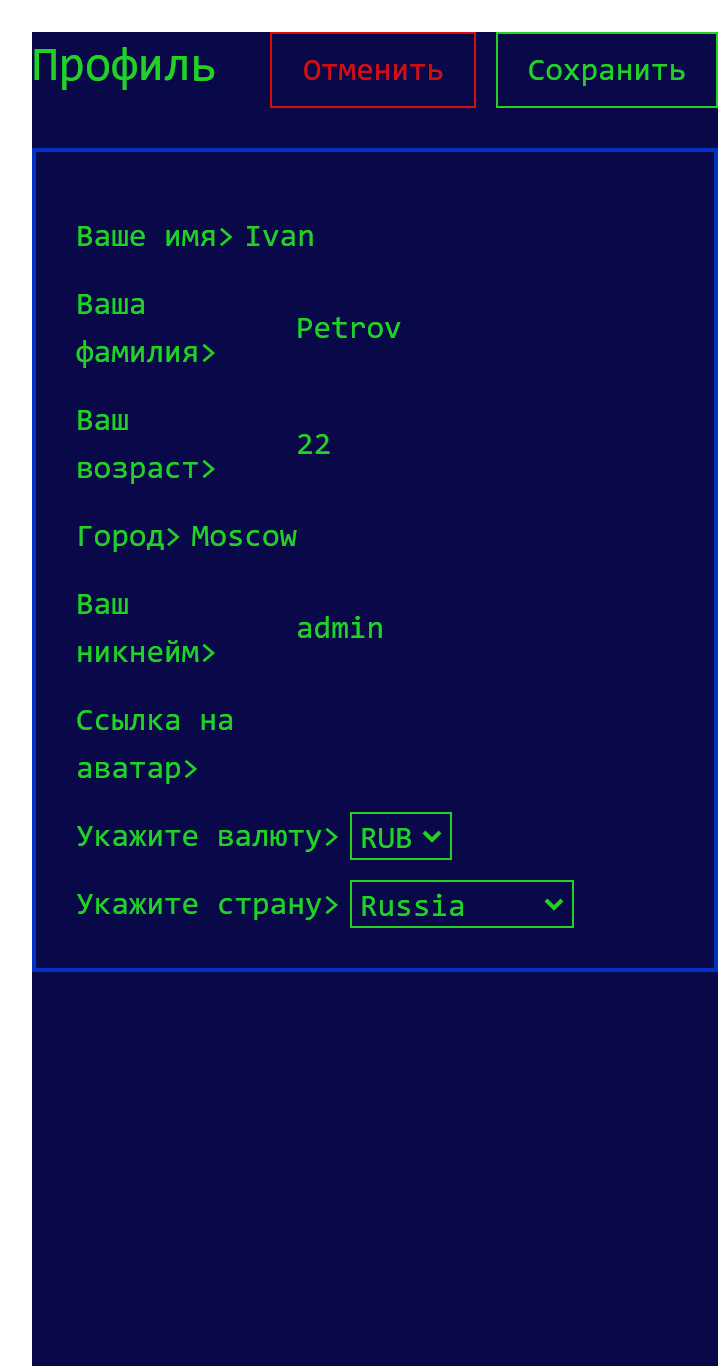 Профиль Отменить Сохранить
Ваше имя> Ivan
Ваша
фамилия> Petrov
Ваш
возраст> 22
Город> Moscow
Ваш
никнейм> admin
Ссылка на
аватар>
Укажите валюту> RUB
Укажите страну> Russia